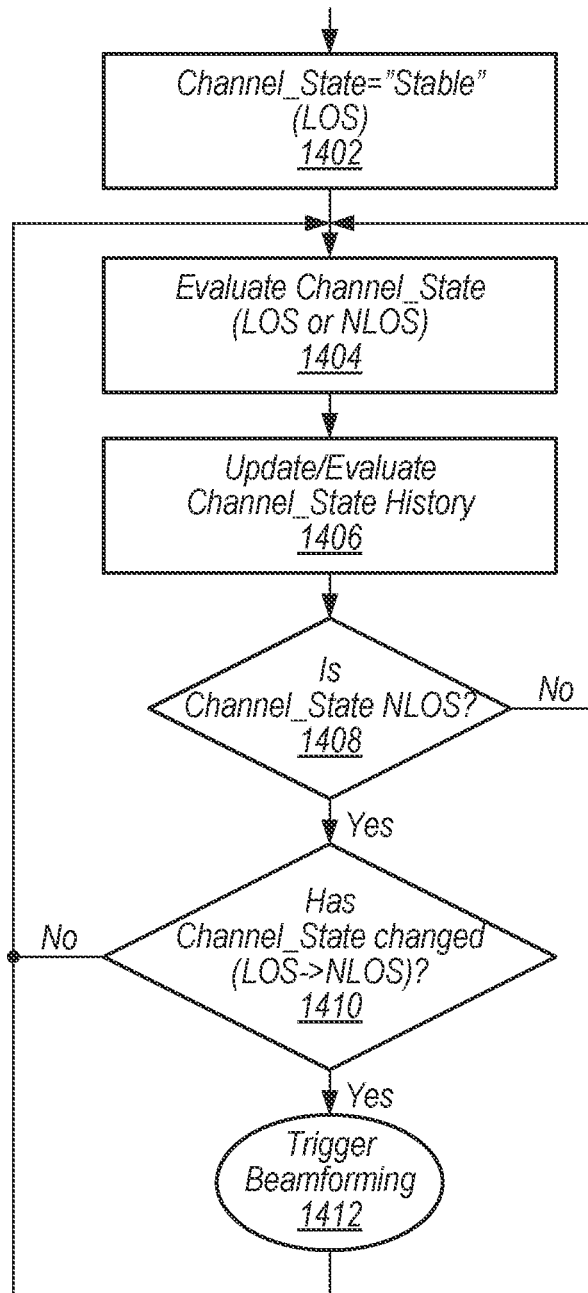 Channel_State="Stable"
(LOS)
1402
Evaluate Channel_State
(LOS or NLOS)
1404
Update/Evaluate
Channel_State History
1406
Is
Channel_State NLOS?
1408
No
Yes
Has
Channel_State changed
(LOS->NLOS)?
1410
No
Yes
Trigger
Beamforming
1412